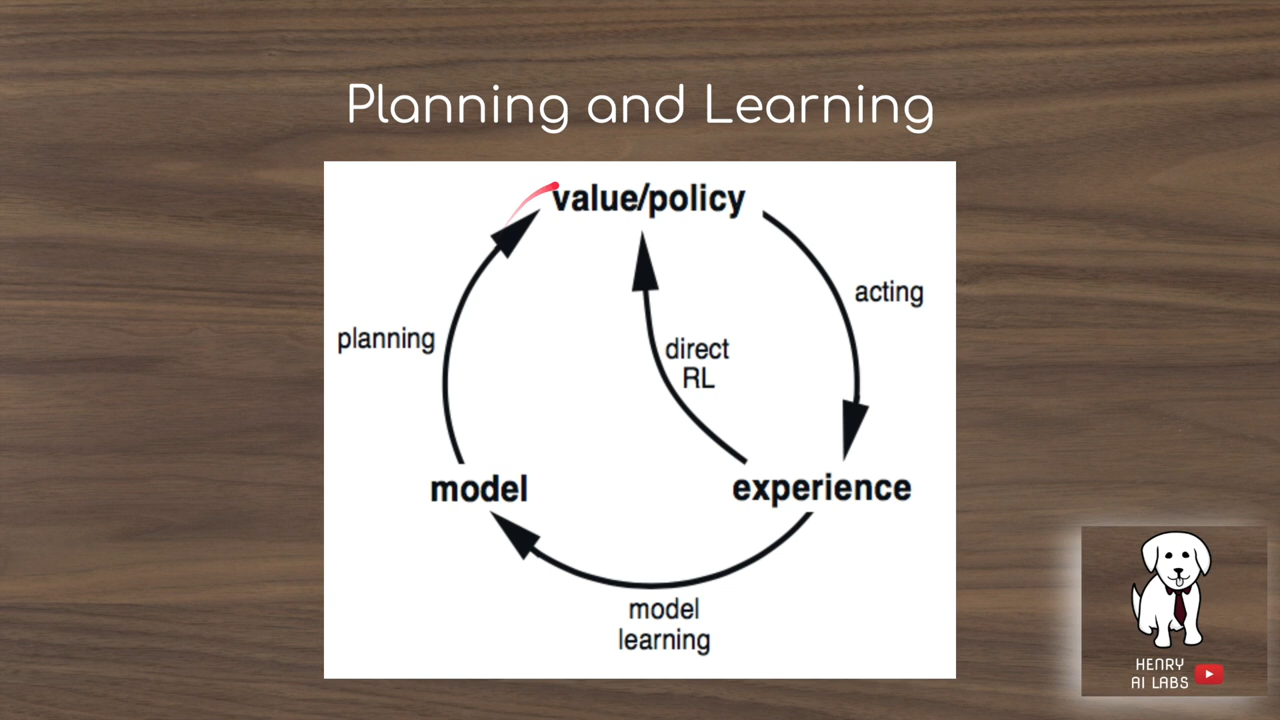 Planning and Learning
value/policy
acting
planning
direct
RL
model
experience
model
learning
HENRY
AI LABS